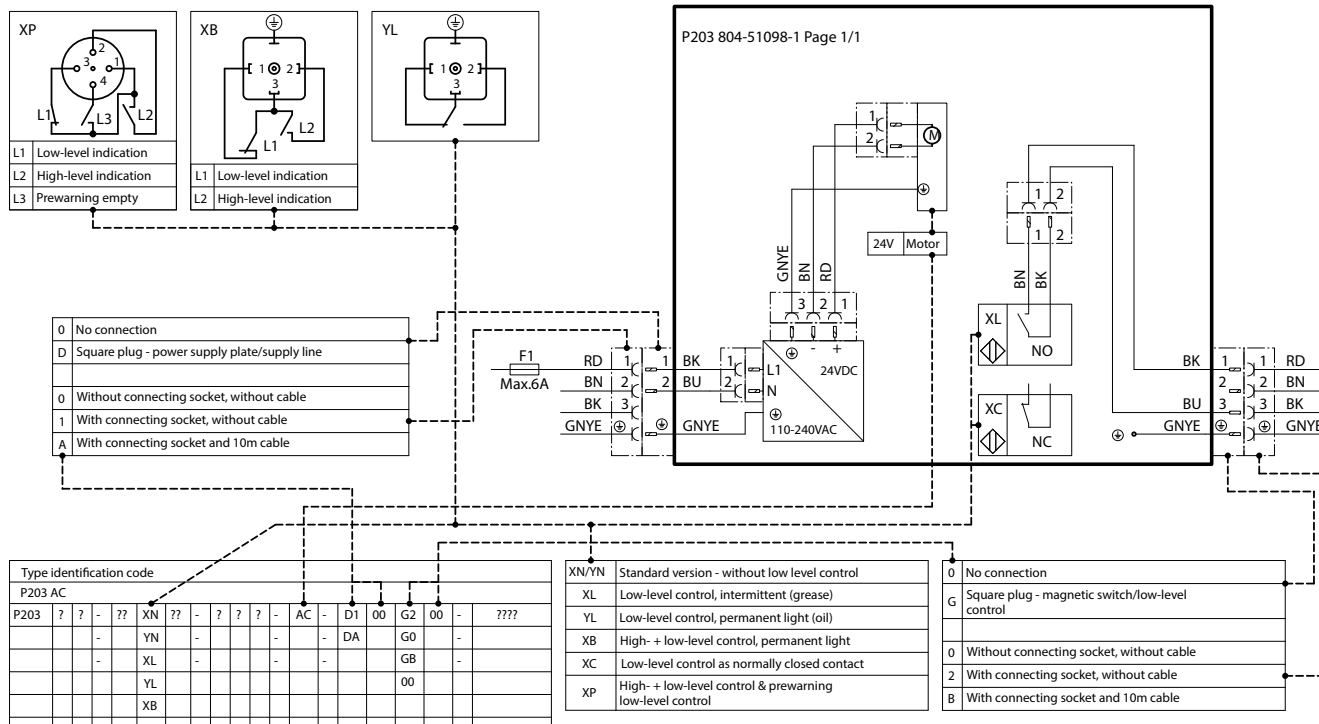 XP
2
3
1
4
L1
L3
L2
L1 Low-level indication
L2 High-level indication
L3 Prewarning empty
XB
1 2
3
L2
L1
L1 Low-level indication
L2 High-level indication
YL
1 2
3
P203 804-51098-1 Page 1/1
1
2
M
24V Motor
GNYE
BN
RD
3 2 1
- +
24VDC
L1
N
110-240VAC
1 2
1 2
BN
BK
XL
NO
XC
NC
0 No connection
D Square plug - power supply plate/supply line
0 Without connecting socket, without cable
1 With connecting socket, without cable
A With connecting socket and 10m cable
F1
Max.6A
RD 1 1 BK 1
BN 2 2 BU 2
BK 3
GNYE GNYE
BK 1 1 RD
2 2 BN
BU 3 3 BK
GNYE GNYE
Type identification code
P203 AC
P203 ? ? - ?? XN ?? - ? ? ? - AC - D1 00 G2 00 - ????
- YN - - - DA G0 -
- XL - - - GB -
YL 00
XB
XN/YN Standard version - without low level control
XL Low-level control, intermittent (grease)
YL Low-level control, permanent light (oil)
XB High- + low-level control, permanent light
XC Low-level control as normally closed contact
XP High- + low-level control & prewarning
low-level control
0 No connection
G Square plug - magnetic switch/low-level
control
0 Without connecting socket, without cable
2 With connecting socket, without cable
B With connecting socket and 10m cable